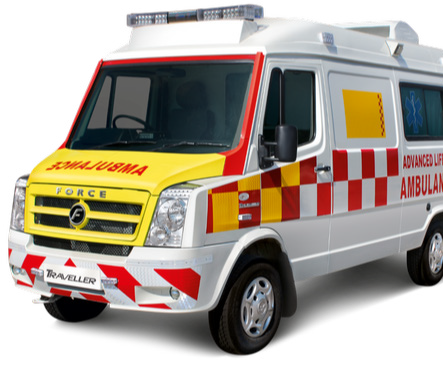 AMBULANCE
FORCE
F
TRAVELLER
ADVANCED LIF
AMBULAN